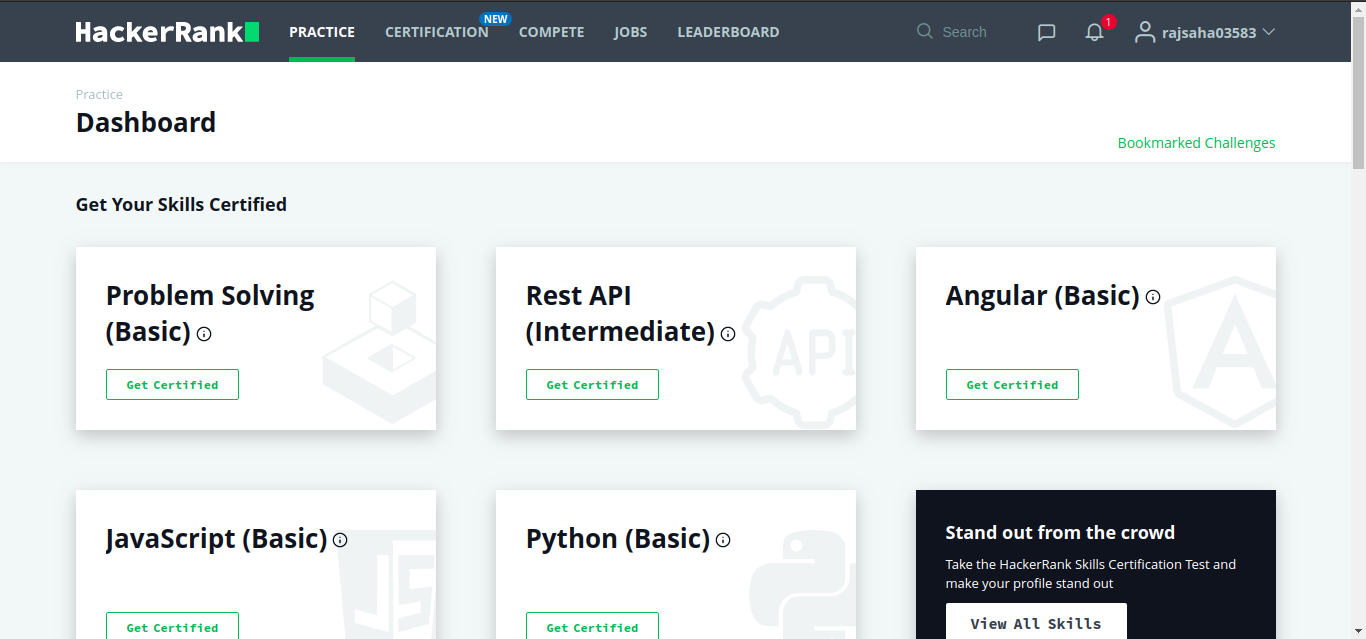 HackerRank PRACTICE CERTIFICATION NEW COMPETE JOBS LEADERBOARD Search 1 rajsaha03583
Practice
Dashboard
Bookmarked Challenges
Get Your Skills Certified
Problem Solving
(Basic)
Get Certified
Rest API
(Intermediate)
Get Certified
API
Angular (Basic)
Get Certified
A
JavaScript (Basic)
Get Certified
JS
Python (Basic)
Get Certified
Stand out from the crowd
Take the HackerRank Skills Certification Test and
make your profile stand out
View All Skills